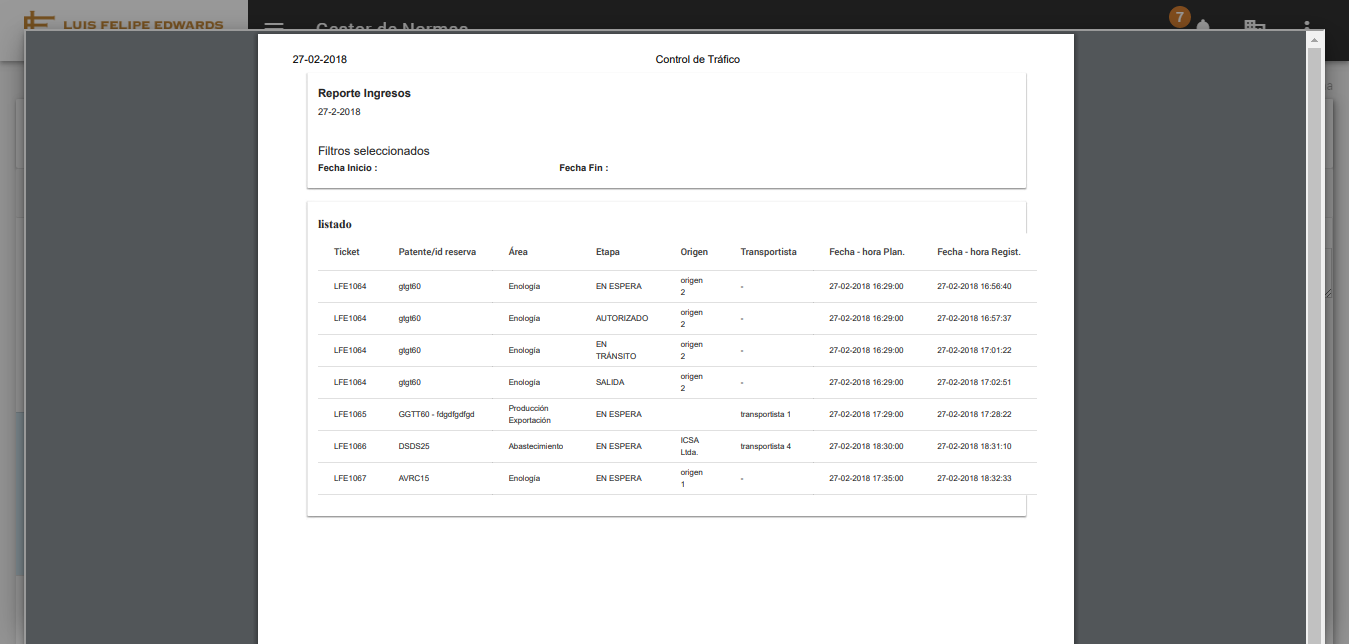 LUIS FELIPE EDWARDS
Gestor de Normas
7
27-02-2018 Control de Tráfico
Reporte Ingresos
27-2-2018
Filtros seleccionados
Fecha Inicio : Fecha Fin :
listado
Ticket Patente/id reserva Área Etapa Origen Transportista Fecha - hora Plan. Fecha - hora Regist.
LFE1064 gtgt60 Enología EN ESPERA origen 2 - 27-02-2018 16:29:00 27-02-2018 16:56:40
LFE1064 gtgt60 Enología AUTORIZADO origen 2 - 27-02-2018 16:29:00 27-02-2018 16:57:37
LFE1064 gtgt60 Enología EN TRÁNSITO origen 2 - 27-02-2018 16:29:00 27-02-2018 17:01:22
LFE1064 gtgt60 Enología SALIDA origen 2 - 27-02-2018 16:29:00 27-02-2018 17:02:51
LFE1065 GGTT60 - fdgdfgdfgd Producción Exportación EN ESPERA transportista 1 27-02-2018 17:29:00 27-02-2018 17:28:22
LFE1066 DSDS25 Abastecimiento EN ESPERA ICSA Ltda. transportista 4 27-02-2018 18:30:00 27-02-2018 18:31:10
LFE1067 AVRC15 Enología EN ESPERA origen 1 - 27-02-2018 17:35:00 27-02-2018 18:32:33